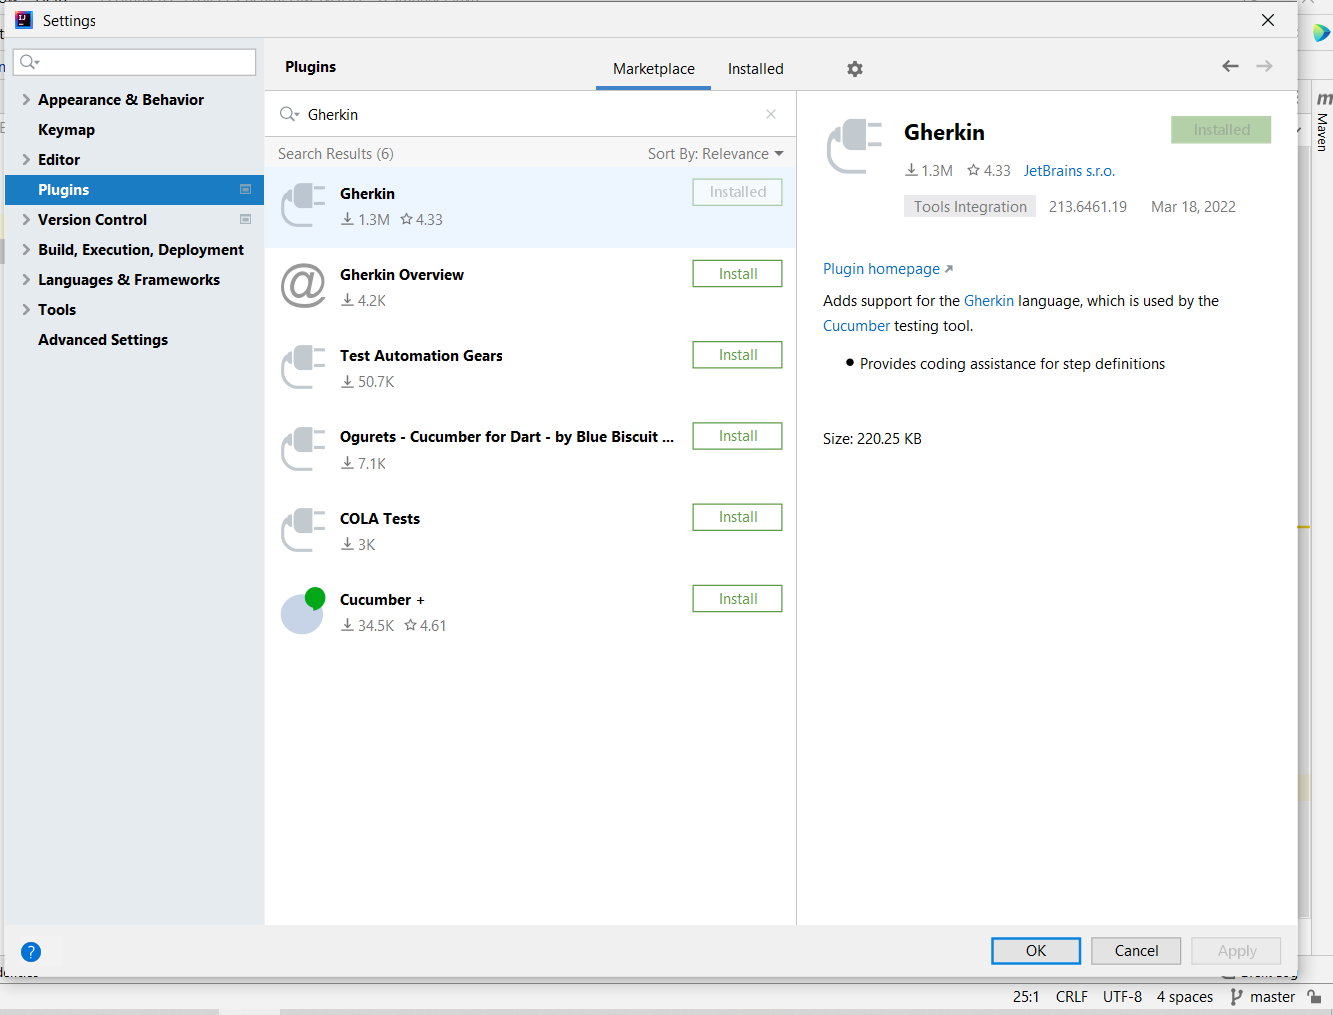 Settings
Appearance & Behavior
Keymap
Editor
Plugins
Version Control
Build, Execution, Deployment
Languages & Frameworks
Tools
Advanced Settings
Plugins
Marketplace
Installed
Gherkin
Search Results (6)
Sort By: Relevance
Gherkin
1.3M
4.33
Installed
Gherkin Overview
4.2K
Install
Test Automation Gears
50.7K
Install
Ogurets - Cucumber for Dart - by Blue Biscuit ...
7.1K
Install
COLA Tests
3K
Install
Cucumber +
34.5K
4.61
Install
Gherkin
Installed
1.3M
4.33
JetBrains s.r.o.
Tools Integration
213.6461.19
Mar 18, 2022
Plugin homepage
Adds support for the Gherkin language, which is used by the
Cucumber testing tool.
Provides coding assistance for step definitions
Size: 220.25 KB
Maven
?
OK
Cancel
Apply
25:1
CRLF
UTF-8
4 spaces
master